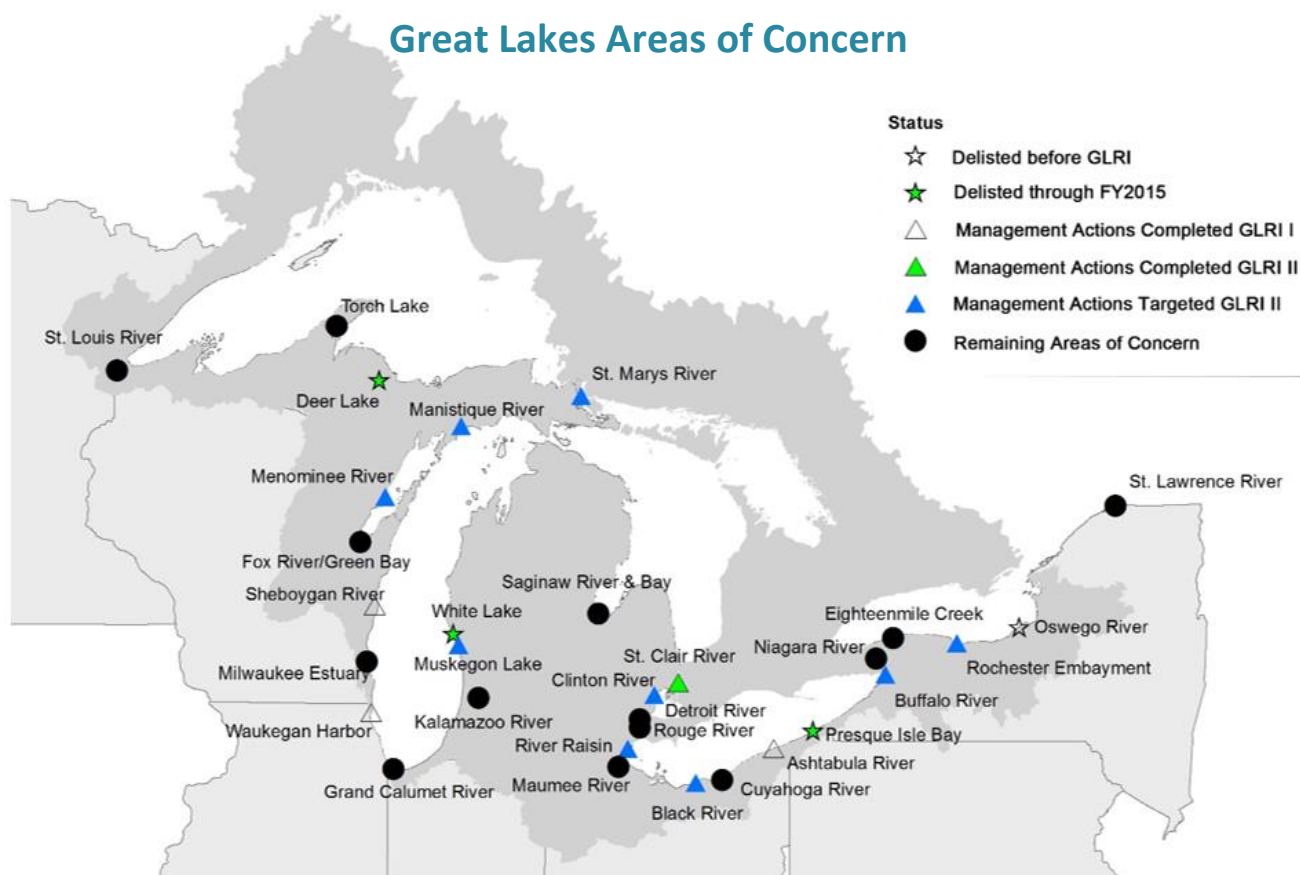 Great Lakes Areas of Concern
Status
Delisted before GLRI
Delisted through FY2015
Management Actions Completed GLRI I
Management Actions Completed GLRI II
Management Actions Targeted GLRI II
Remaining Areas of Concern
Torch Lake
St. Louis River
St. Marys River
Deer Lake
Manistique River
Menominee River
St. Lawrence River
Fox River/Green Bay
Saginaw River & Bay
Sheboygan River
White Lake
Eighteenmile Creek
Oswego River
Niagara River
Rochester Embayment
Muskegon Lake
St. Clair River
Milwaukee Estuary
Clinton River
Buffalo River
Detroit River
Kalamazoo River
Waukegan Harbor
Rouge River
Presque Isle Bay
River Raisin
Ashtabula River
Maumee River
Cuyahoga River
Grand Calumet River
Black River